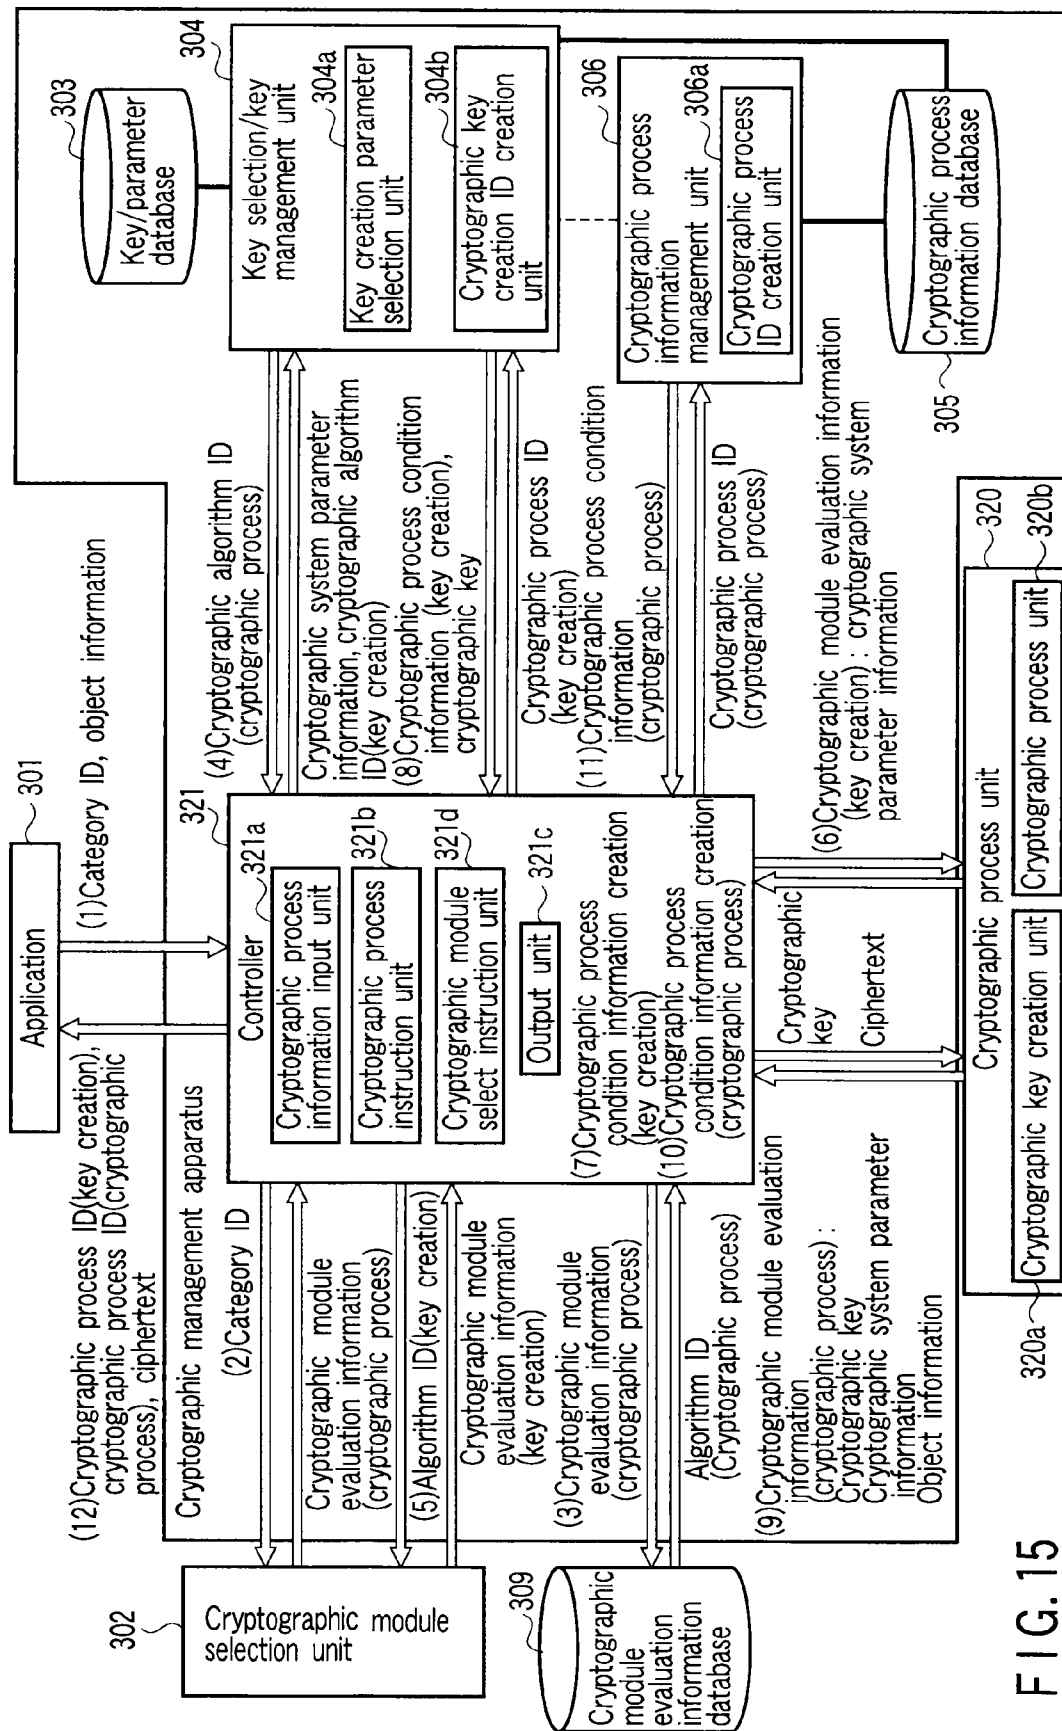 301
Application
(1)Category ID, object information
(12)Cryptographic process ID(key creation),
cryptographic process ID(cryptographic
process), ciphertext
Cryptographic management apparatus
302
Cryptographic module
selection unit
(2)Category ID
Cryptographic module
evaluation information
(cryptographic process)
(5)Algorithm ID(key creation)
Cryptographic module
evaluation information
(key creation)
309
Cryptographic
module
evaluation
information
database
(3)Cryptographic module
evaluation information
(cryptographic process)
Algorithm ID
(Cryptographic process)
321
Controller
321a
Cryptographic process
information input unit
321b
Cryptographic process
instruction unit
321d
Cryptographic module
select instruction unit
321c
Output unit
(7)Cryptographic process
condition information creation
(key creation)
(10)Cryptographic process
condition information creation
(cryptographic process)
(4)Cryptographic algorithm ID
(cryptographic process)
Cryptographic system parameter
information,cryptographic algorithm
ID(key creation)
(8)Cryptographic process condition
information (key creation),
cryptographic key
Cryptographic process ID
(key creation)
(11)Cryptographic process condition
information
(cryptographic process)
Cryptographic process ID
(cryptographic process)
303
Key/parameter
database
304
Key selection/key
management unit
304a
Key creation parameter
selection unit
304b
Cryptographic key
creation ID creation
unit
306
Cryptographic process
information
management unit
306a
Cryptographic process
ID creation unit
305
Cryptographic process
information database
(9)Cryptographic module evaluation
information
(cryptographic process) :
Cryptographic key
Cryptographic system parameter
information
Object information
Cryptographic
key
Ciphertext
(6)Cryptographic module evaluation information
(key creation) : cryptographic system
parameter information
320
Cryptographic process unit
320a
Cryptographic key creation unit
320b
Cryptographic process unit
FIG. 15